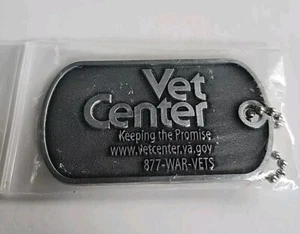 Vet
Center
Keeping the Promise
www.vetcenter.va.gov
877-WAR-VETS